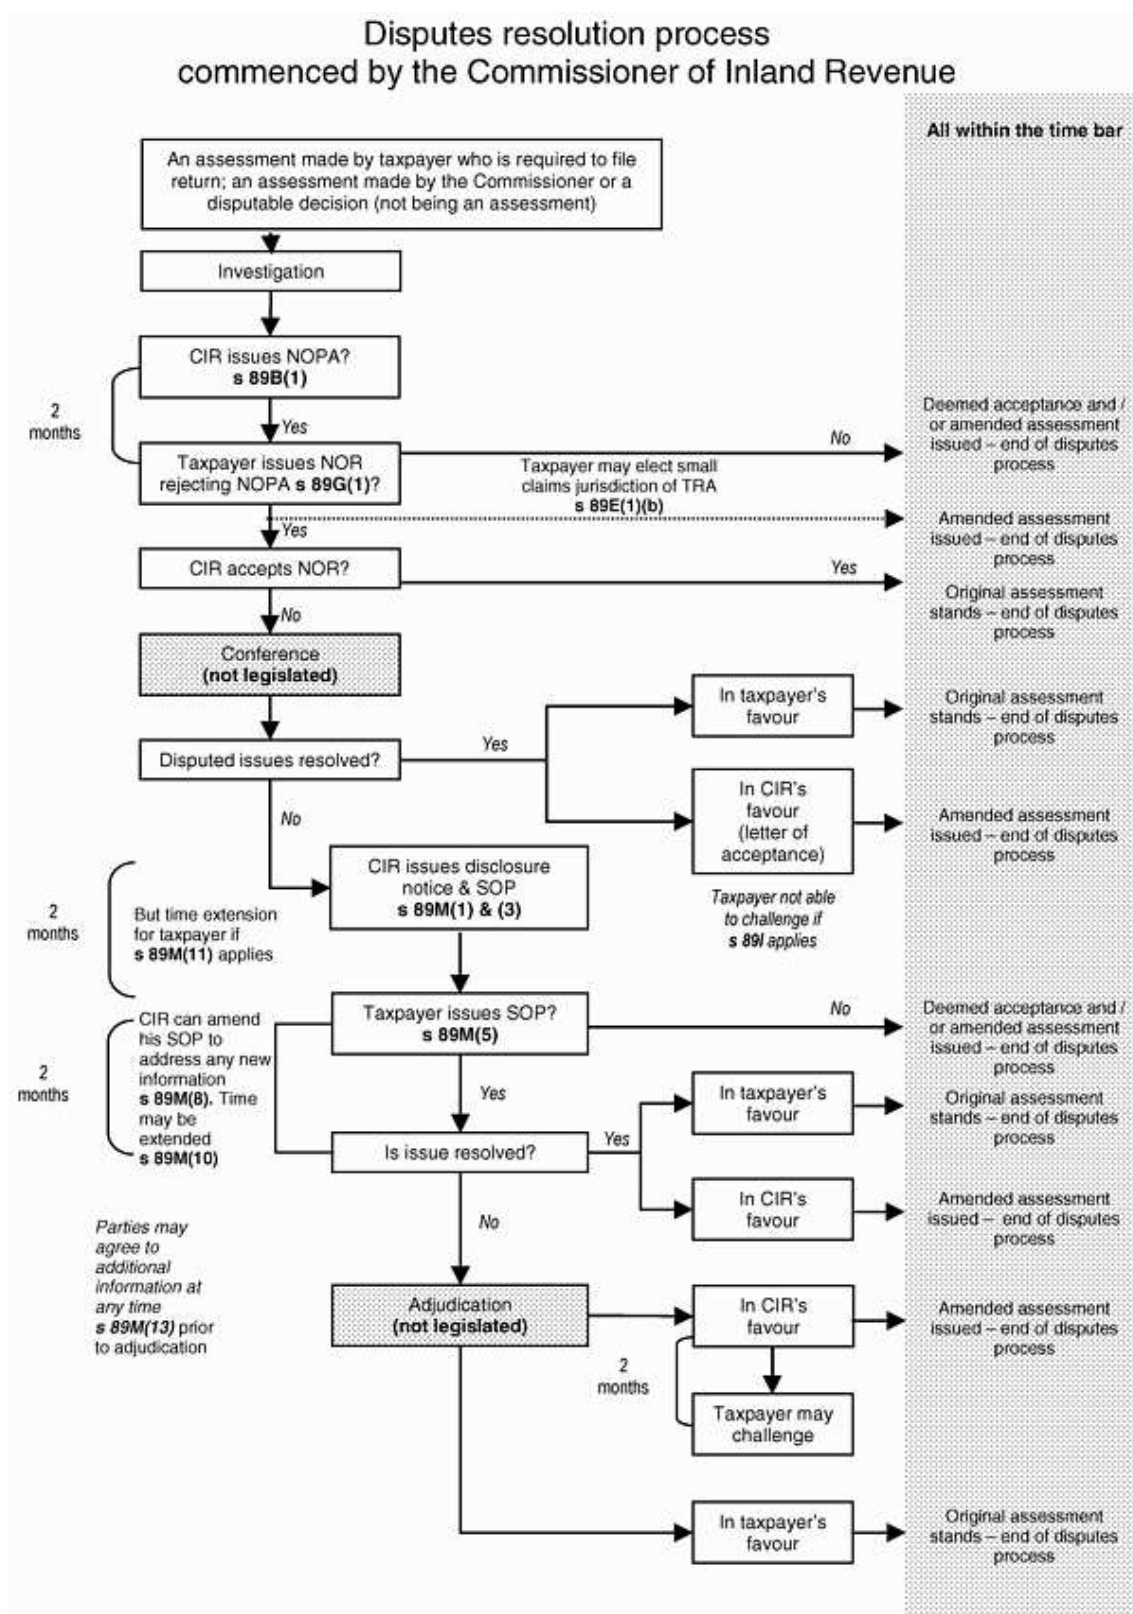 Disputes resolution process
commenced by the Commissioner of Inland Revenue
All within the time bar
An assessment made by taxpayer who is required to file
return; an assessment made by the Commissioner or a
disputable decision (not being an assessment)
Investigation
CIR issues NOPA?
s 89B(1)
2
months
Yes
Taxpayer issues NOR
rejecting NOPA s 89G(1)?
No
Deemed acceptance and /
or amended assessment
issued – end of disputes
process
Taxpayer may elect small
claims jurisdiction of TRA
s 89E(1)(b)
Yes
Amended assessment
issued – end of disputes
process
CIR accepts NOR?
Yes
Original assessment
stands – end of disputes
process
No
Conference
(not legislated)
Disputed issues resolved?
Yes
In taxpayer's
favour
Original assessment
stands – end of disputes
process
In CIR's
favour
(letter of
acceptance)
Amended assessment
issued – end of disputes
process
Taxpayer not able
to challenge if
s 89I applies
No
CIR issues disclosure
notice & SOP
s 89M(1) & (3)
2
months
But time extension
for taxpayer if
s 89M(11) applies
Taxpayer issues SOP?
s 89M(5)
No
Deemed acceptance and /
or amended assessment
issued – end of disputes
process
2
months
CIR can amend
his SOP to
address any new
information
s 89M(8). Time
may be
extended
s 89M(10)
Yes
Is issue resolved?
Yes
In taxpayer's
favour
Original assessment
stands – end of disputes
process
In CIR's
favour
Amended assessment
issued – end of disputes
process
No
Parties may
agree to
additional
information at
any time
s 89M(13) prior
to adjudication
Adjudication
(not legislated)
In CIR's
favour
Amended assessment
issued – end of disputes
process
2
months
Taxpayer may
challenge
In taxpayer's
favour
Original assessment
stands – end of disputes
process